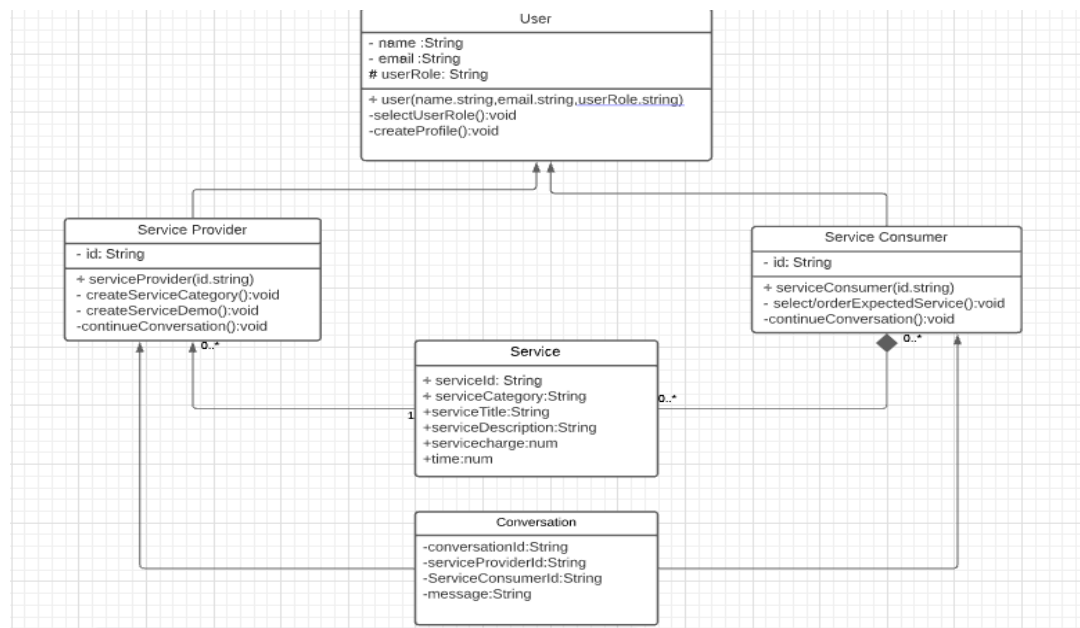 User
- name :String
- email :String
# userRole: String
+ user(name.string,email.string,userRole.string)
-selectUserRole():void
-createProfile():void
Service Provider
- id: String
+ serviceProvider(id.string)
- createServiceCategory():void
- createServiceDemo():void
-continueConversation():void
0..*
Service Consumer
- id: String
+ serviceConsumer(id.string)
- select/orderExpectedService():void
-continueConversation():void
0..*
Service
+ serviceId: String
+ serviceCategory:String
+serviceTitle:String
+serviceDescription:String
+servicecharge:num
+time:num
1
0..*
Conversation
-conversationId:String
-serviceProviderId:String
-ServiceConsumerId:String
-message:String